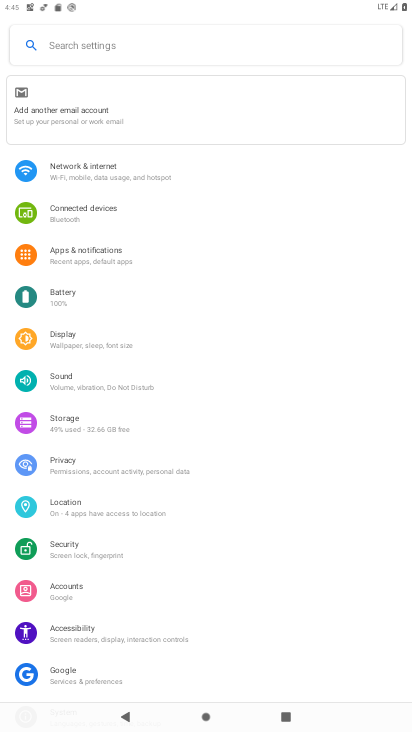 4:45
LTE
Search settings
Add another email account
Set up your personal or work email
Network & internet
Wi-Fi, mobile, data usage, and hotspot
Connected devices
Bluetooth
Apps & notifications
Recent apps, default apps
Battery
100%
Display
Wallpaper, sleep, font size
Sound
Volume, vibration, Do Not Disturb
Storage
49% used - 32.66 GB free
Privacy
Permissions, account activity, personal data
Location
On - 4 apps have access to location
Security
Screen lock, fingerprint
Accounts
Google
Accessibility
Screen readers, display, interaction controls
Google
Services & preferences
System